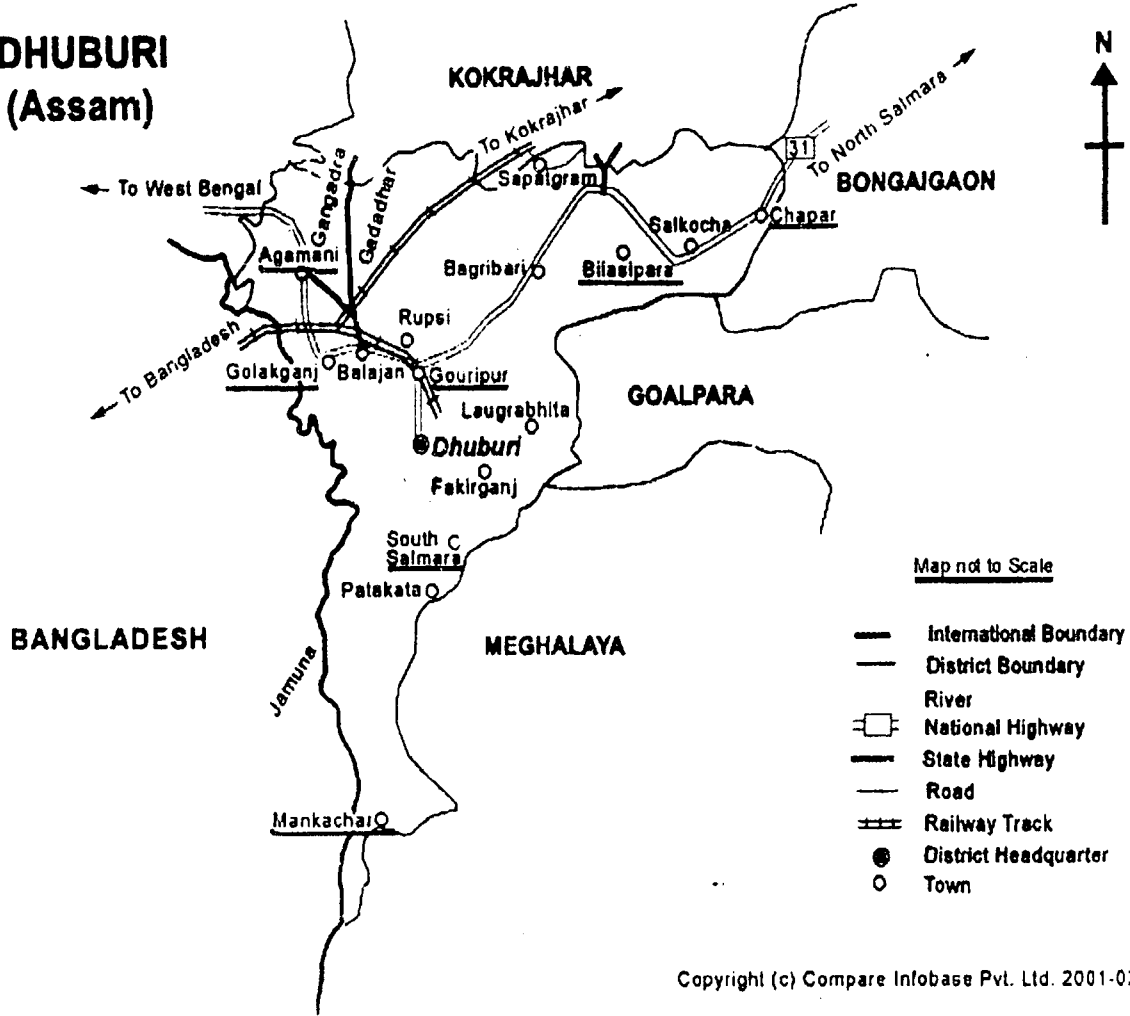 DHUBURI
(Assam)
N
KOKRAJHAR
To Kokrajhar
31
To North Salmara
To West Bengal
Gangadra
Gadadhar
Sapatgram
BONGAIGAON
Agamani
Salkocha
Chapar
Bagribari
Bilasipara
Rupsi
To Bangladesh
Golakganj
Balajan
Gouripur
GOALPARA
Laugrabhita
Dhuburi
Fakirganj
South
Salmara
Patakata
BANGLADESH
Jamuna
MEGHALAYA
Mankachar
Map not to Scale
International Boundary
District Boundary
River
National Highway
State Highway
Road
Railway Track
District Headquarter
Town
Copyright (c) Compare Infobase Pvt. Ltd. 2001-02